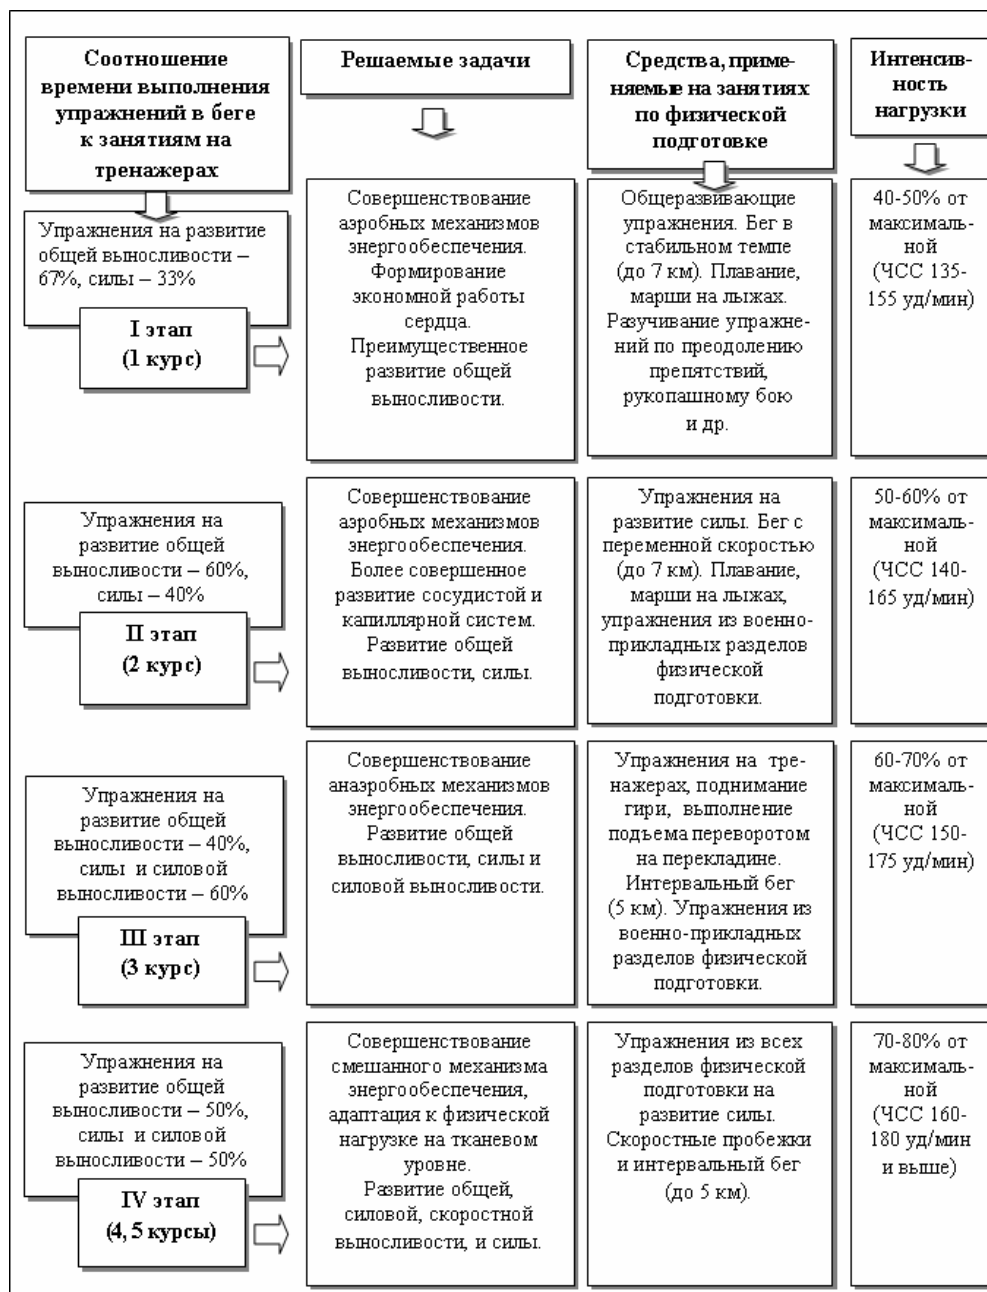 Соотношение
времени выполнения
упражнений в беге
к занятиям на
тренажерах
Решаемые задачи
Средства, приме-
няемые на занятиях
по физической
подготовке
Интенсив-
ность
нагрузки
Упражнения на развитие
общей выносливости –
67%, силы – 33%
I этап
(1 курс)
Совершенствование
аэробных механизмов
энергообеспечения.
Формирование
экономной работы
сердца.
Преимущественное
развитие общей
выносливости.
Общеразвивающие
упражнения. Бег в
стабильном темпе
(до 7 км). Плавание,
марши на лыжах.
Разучивание упражне-
ний по преодолению
препятствий,
рукопашному бою
и др.
40-50% от
максималь-
ной
(ЧСС 135-
155 уд/мин)
Упражнения на
развитие общей
выносливости – 60%,
силы – 40%
II этап
(2 курс)
Совершенствование
аэробных механизмов
энергообеспечения.
Более совершенное
развитие сосудистой и
капиллярной систем.
Развитие общей
выносливости, силы.
Упражнения на
развитие силы. Бег с
переменной скоростью
(до 7 км). Плавание,
марши на лыжах,
упражнения из военно-
прикладных разделов
физической
подготовки.
50-60% от
максималь-
ной
(ЧСС 140-
165 уд/мин)
Упражнения на
развитие общей
выносливости – 40%,
силы и силовой
выносливости – 60%
III этап
(3 курс)
Совершенствование
анаэробных механизмов
энергообеспечения.
Развитие общей
выносливости, силы и
силовой выносливости.
Упражнения на тре-
нажерах, поднимание
гири, выполнение
подъема переворотом
на перекладине.
Интервальный бег
(5 км). Упражнения из
военно-прикладных
разделов физической
подготовки.
60-70% от
максималь-
ной
(ЧСС 150-
175 уд/мин)
Упражнения на
развитие общей
выносливости – 50%,
силы и силовой
выносливости – 50%
IV этап
(4, 5 курсы)
Совершенствование
смешанного механизма
энергообеспечения,
адаптация к физической
нагрузке на тканевом
уровне.
Развитие общей,
силовой, скоростной
выносливости, и силы.
Упражнения из всех
разделов физической
подготовки на
развитие силы.
Скоростные пробежки
и интервальный бег
(до 5 км).
70-80% от
максималь-
ной
(ЧСС 160-
180 уд/мин
и выше)